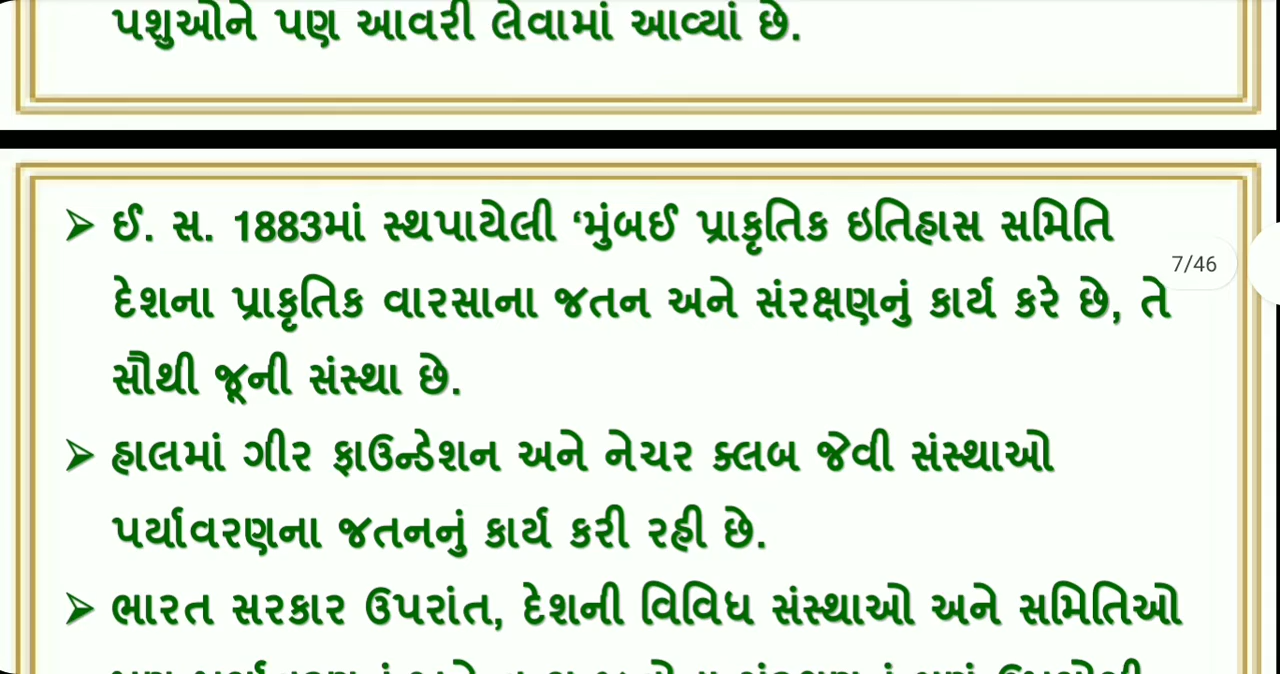 પશુઓને પણ આવરી લેવામાં આવ્યાં છે.
➢ ઈ. સ. 1883માં સ્થપાયેલી ‘મુંબઈ પ્રાકૃતિક ઇતિહાસ સમિતિ
7/46
દેશના પ્રાકૃતિક વારસાના જતન અને સંરક્ષણનું કાર્ય કરે છે, તે
સૌથી જૂની સંસ્થા છે.
➢ હાલમાં ગીર ફાઉન્ડેશન અને નેચર ક્લબ જેવી સંસ્થાઓ
પર્યાવરણના જતનનું કાર્ય કરી રહી છે.
➢ ભારત સરકાર ઉપરાંત, દેશની વિવિધ સંસ્થાઓ અને સમિતિઓ